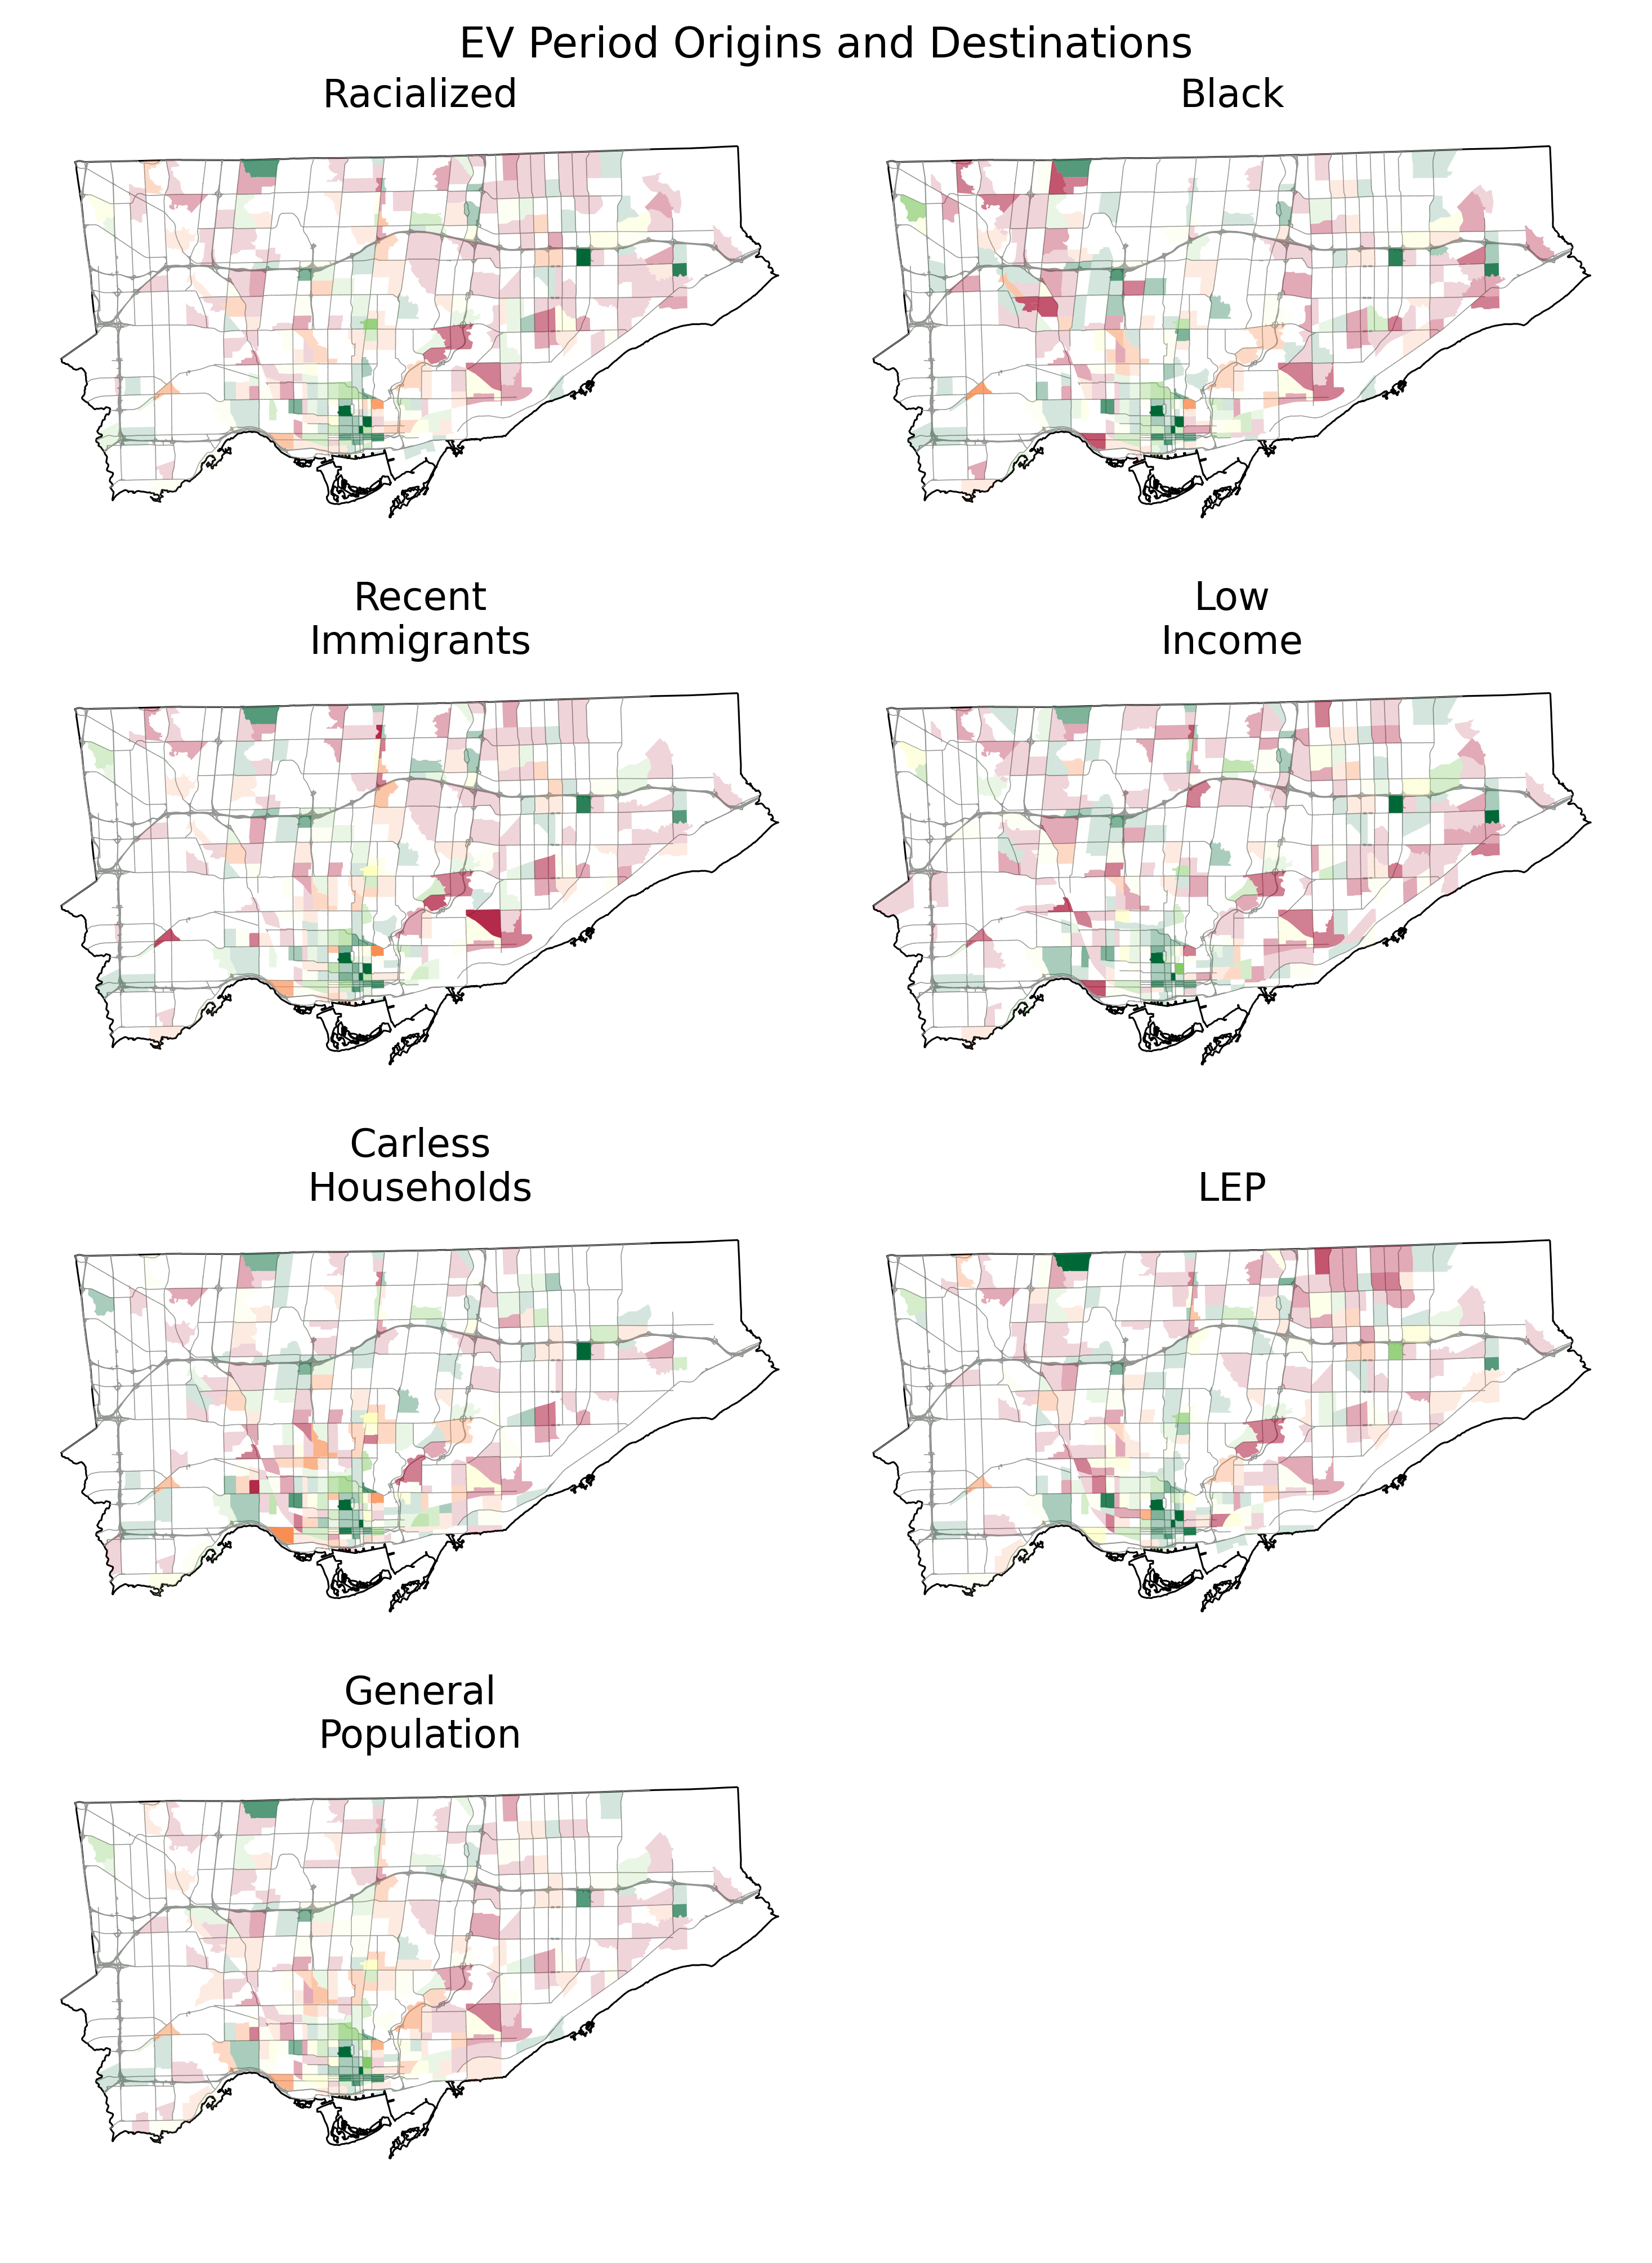 EV Period Origins and Destinations
Racialized
Black
Recent
Immigrants
Low
Income
Carless
Households
LEP
General
Population